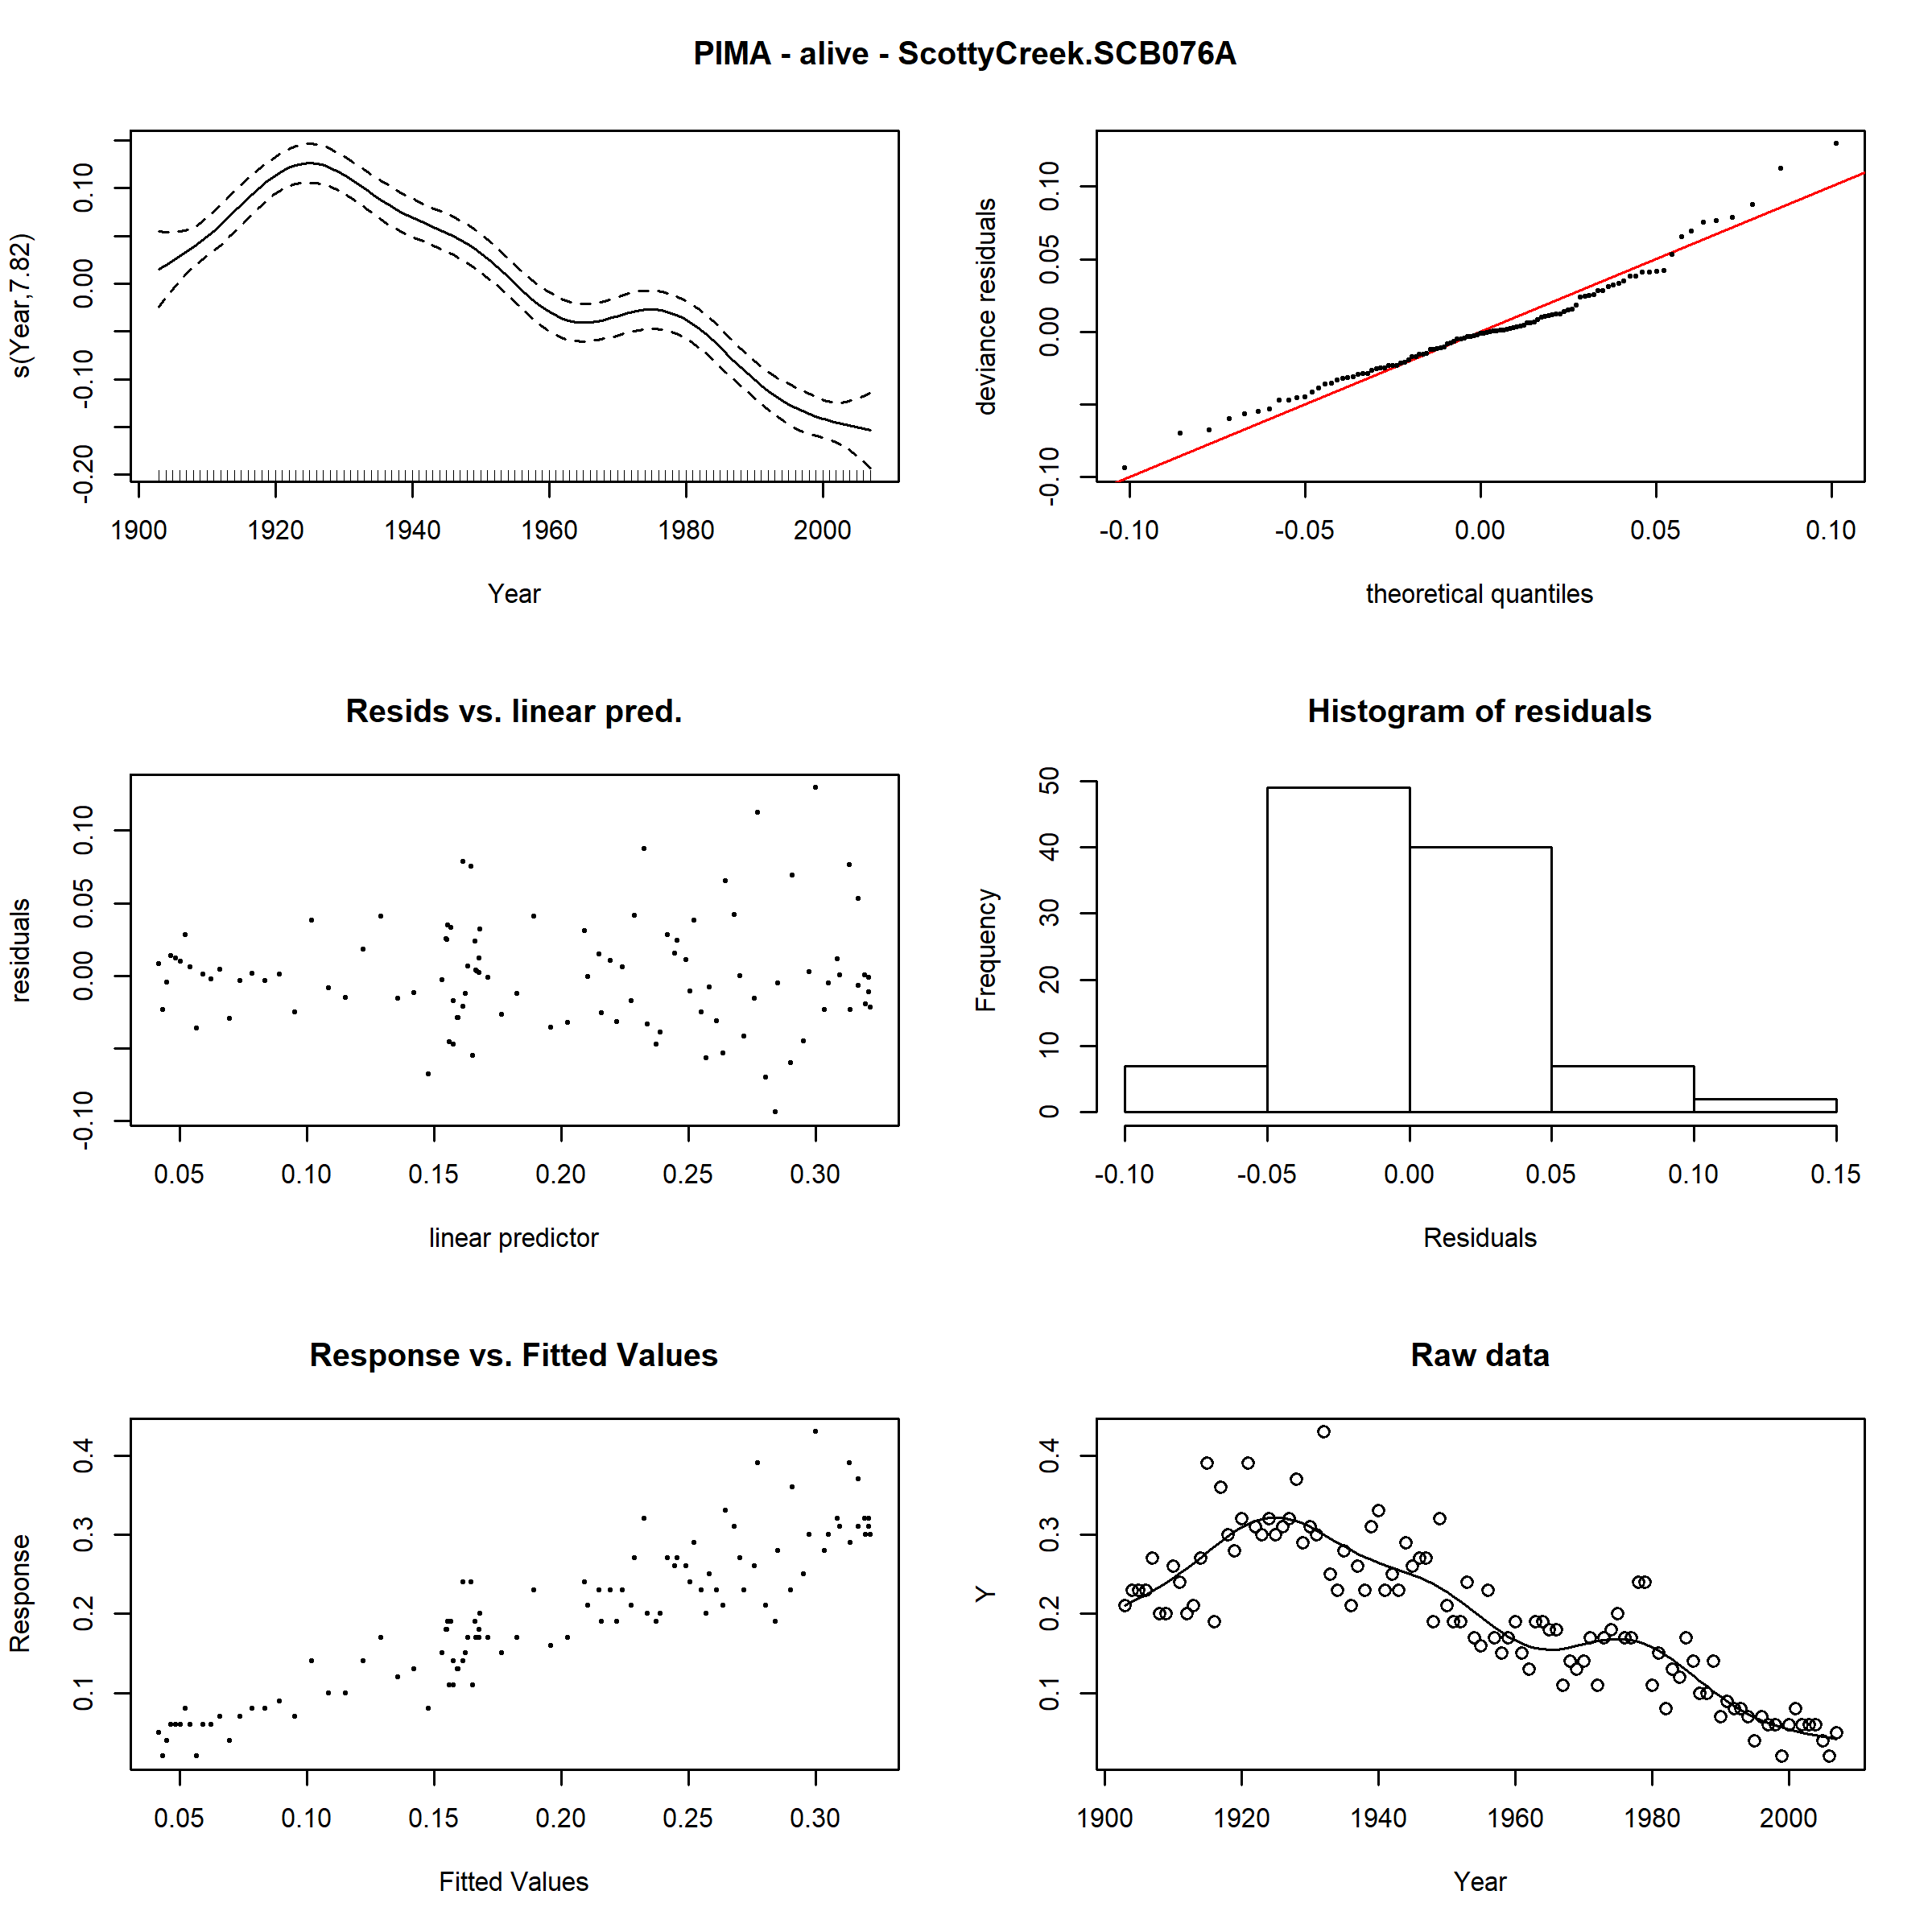 PIMA - alive - ScottyCreek.SCB076A
s(Year,7.82)
-0.20 -0.10 0.00 0.10
1900 1920 1940 1960 1980 2000
Year
deviance residuals
-0.10 0.00 0.05 0.10
-0.10 -0.05 0.00 0.05 0.10
theoretical quantiles
Resids vs. linear pred.
residuals
-0.10 0.00 0.05 0.10
0.05 0.10 0.15 0.20 0.25 0.30
linear predictor
Histogram of residuals
Frequency
0 10 20 30 40 50
-0.10 -0.05 0.00 0.05 0.10 0.15
Residuals
Response vs. Fitted Values
Response
0.1 0.2 0.3 0.4
0.05 0.10 0.15 0.20 0.25 0.30
Fitted Values
Raw data
Y
0.1 0.2 0.3 0.4
1900 1920 1940 1960 1980 2000
Year